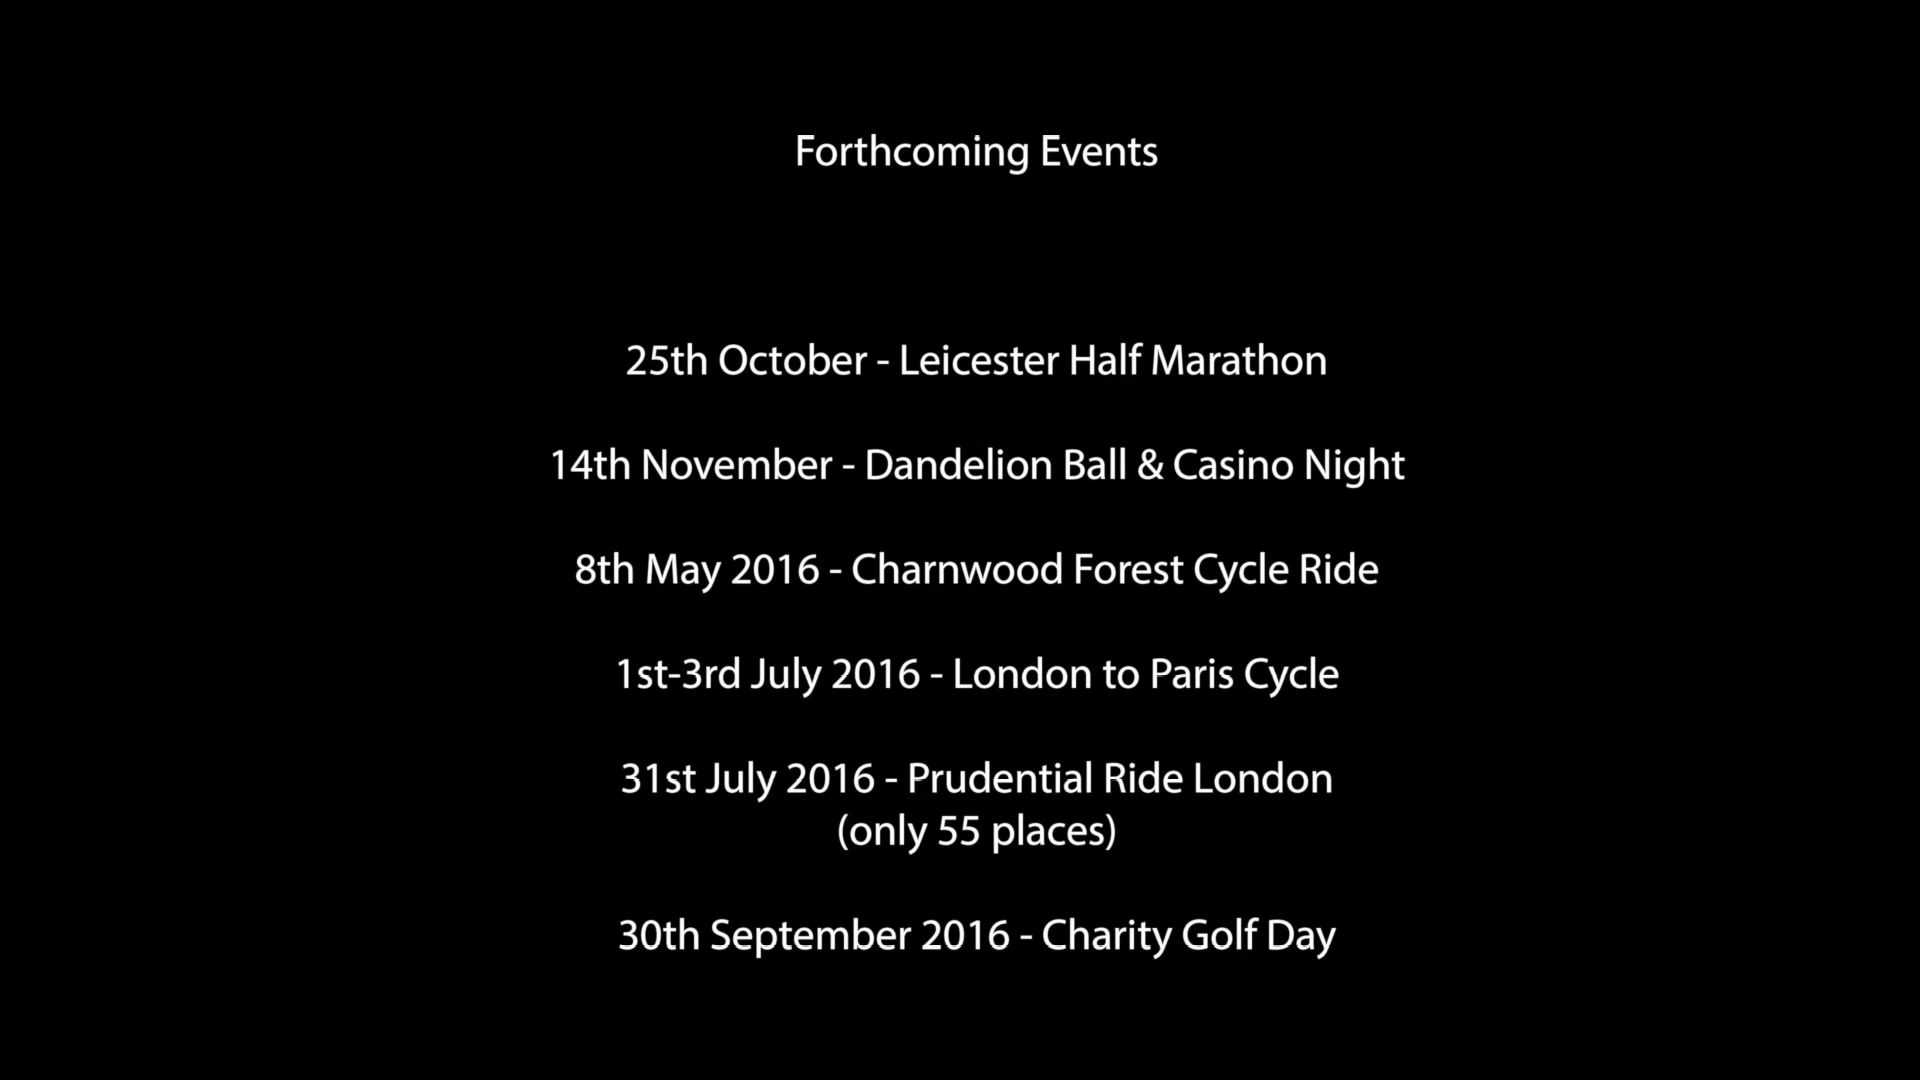 Forthcoming Events
25th October - Leicester Half Marathon
14th November - Dandelion Ball & Casino Night
8th May 2016 - Charnwood Forest Cycle Ride
1st-3rd July 2016 - London to Paris Cycle
31st July 2016 - Prudential Ride London
(only 55 places)
30th September 2016 - Charity Golf Day